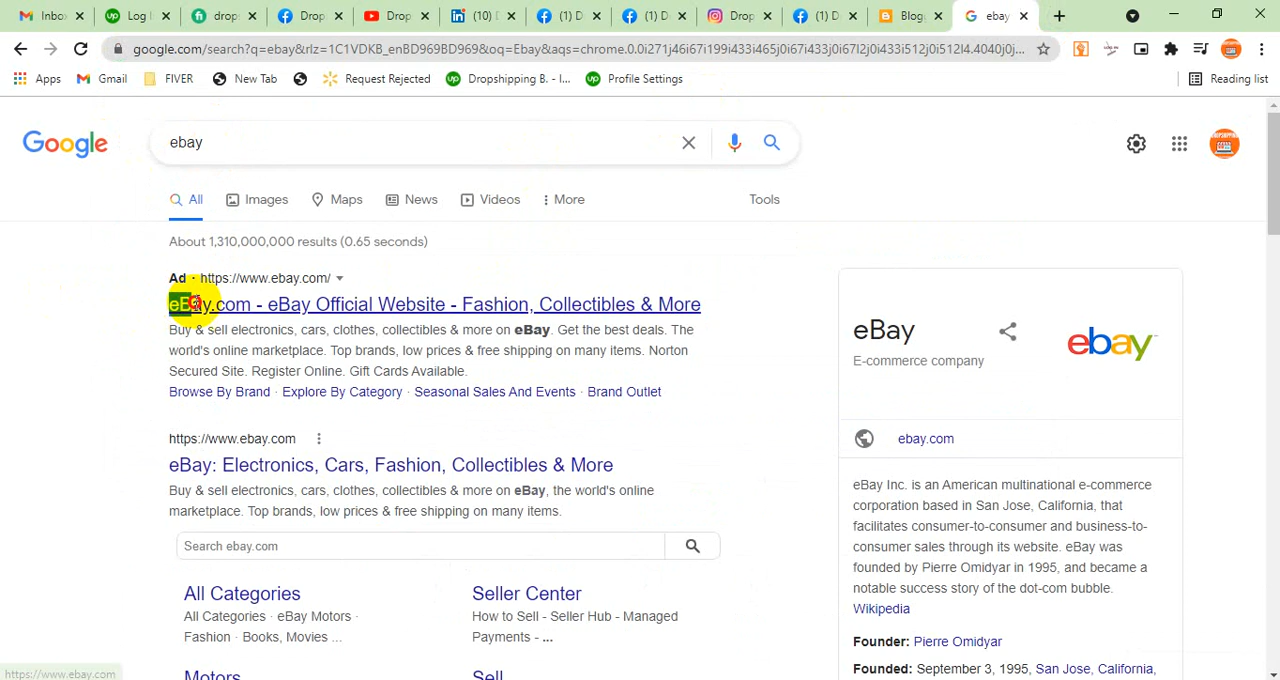 Inbo
Log I
drop
Drop
Drop
(10)
(1) D
(1) D
Drop
(1) D
Blog
ebay
google.com/search?q=ebay&rlz=1C1VDKB_enBD969BD969&oq=Ebay&aqs=chrome.0.0i271j46i67i199i433i465j0i67i433j0i67l2j0i433i512j0i512l4.4040j0j...
Apps
Gmail
FIVER
New Tab
Request Rejected
Dropshipping B. - I...
Profile Settings
Reading list
Google
ebay
All
Images
Maps
News
Videos
More
Tools
About 1,310,000,000 results (0.65 seconds)
Ad · https://www.ebay.com/
eBay.com - eBay Official Website - Fashion, Collectibles & More
Buy & sell electronics, cars, clothes, collectibles & more on eBay. Get the best deals. The
world's online marketplace. Top brands, low prices & free shipping on many items. Norton
Secured Site. Register Online. Gift Cards Available.
Browse By Brand · Explore By Category · Seasonal Sales And Events · Brand Outlet
https://www.ebay.com
eBay: Electronics, Cars, Fashion, Collectibles & More
Buy & sell electronics, cars, clothes, collectibles & more on eBay, the world's online
marketplace. Top brands, low prices & free shipping on many items.
Search ebay.com
All Categories
All Categories · eBay Motors ·
Fashion · Books, Movies ...
Seller Center
How to Sell - Seller Hub - Managed
Payments - ...
Motors
Sell
eBay
E-commerce company
ebay
ebay.com
eBay Inc. is an American multinational e-commerce
corporation based in San Jose, California, that
facilitates consumer-to-consumer and business-to-
consumer sales through its website. eBay was
founded by Pierre Omidyar in 1995, and became a
notable success story of the dot-com bubble.
Wikipedia
Founder: Pierre Omidyar
Founded: September 3, 1995, San Jose, California,
https://www.ebay.com